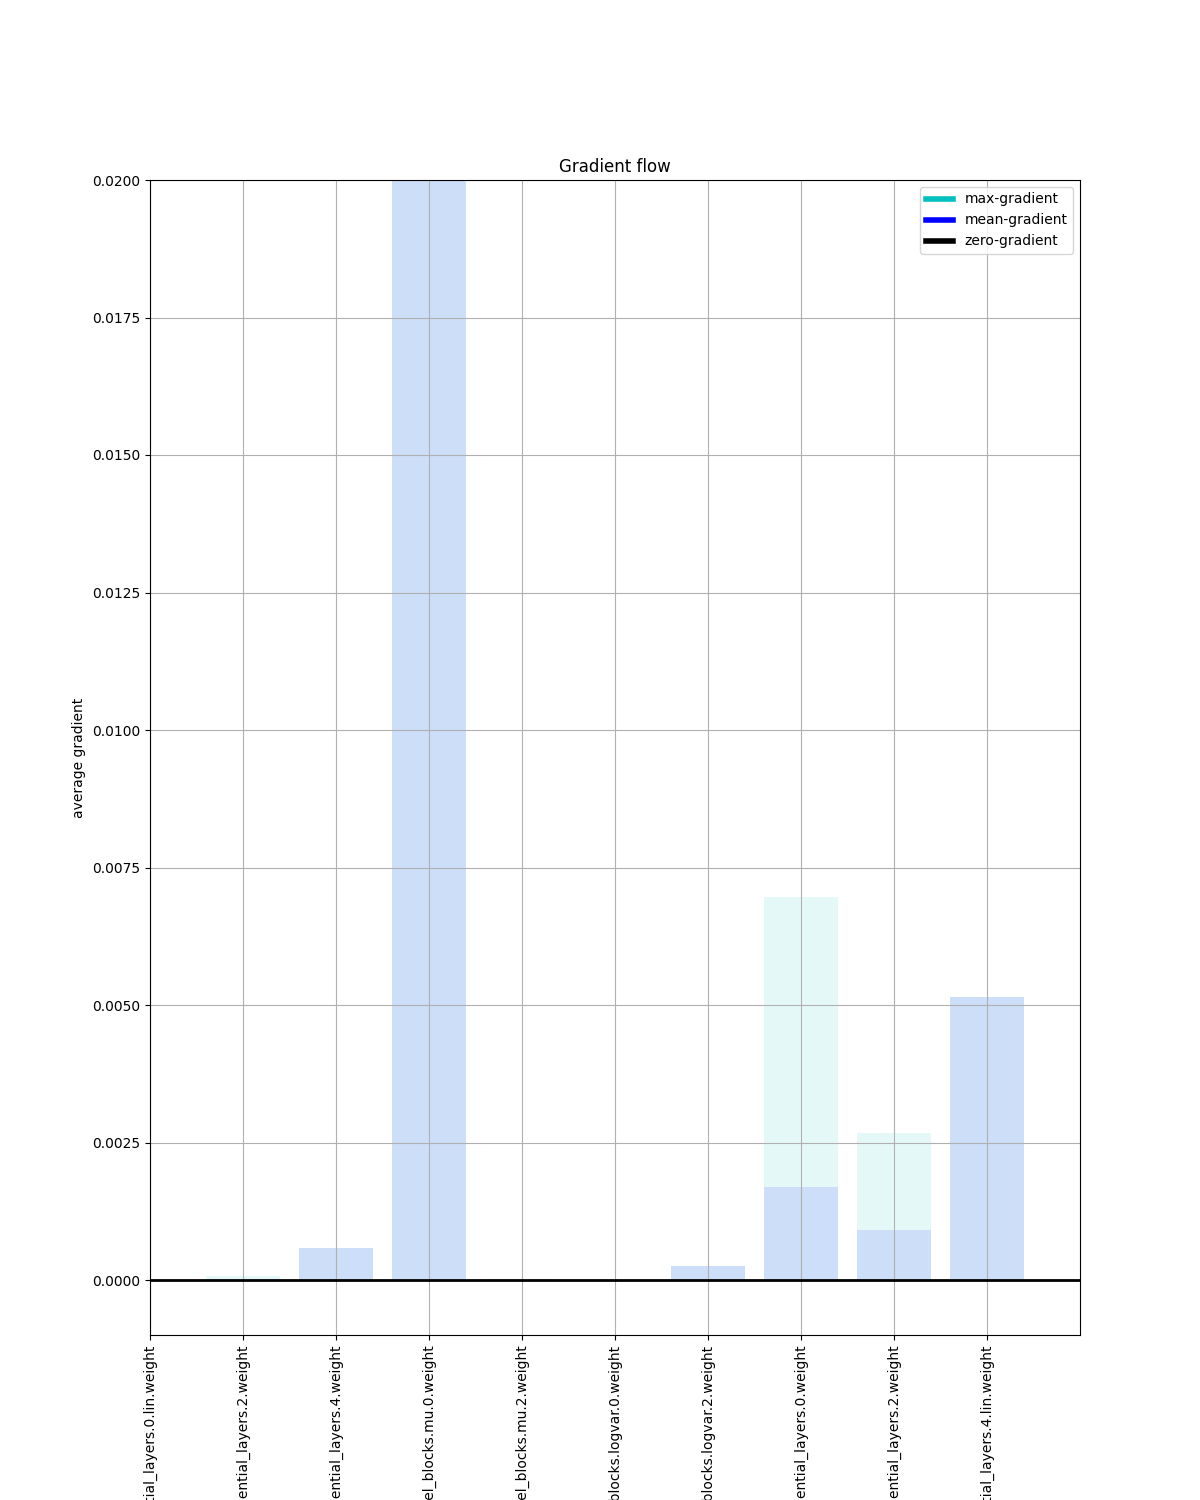 Gradient flow
max-gradient
mean-gradient
zero-gradient
0.0200
0.0175
0.0150
0.0125
0.0100
0.0075
0.0050
0.0025
0.0000
average gradient
tial_layers.0.lin.weight
ential_layers.2.weight
ential_layers.4.weight
el_blocks.mu.0.weight
el_blocks.mu.2.weight
blocks.logvar.0.weight
blocks.logvar.2.weight
ential_layers.0.weight
ential_layers.2.weight
tial_layers.4.lin.weight